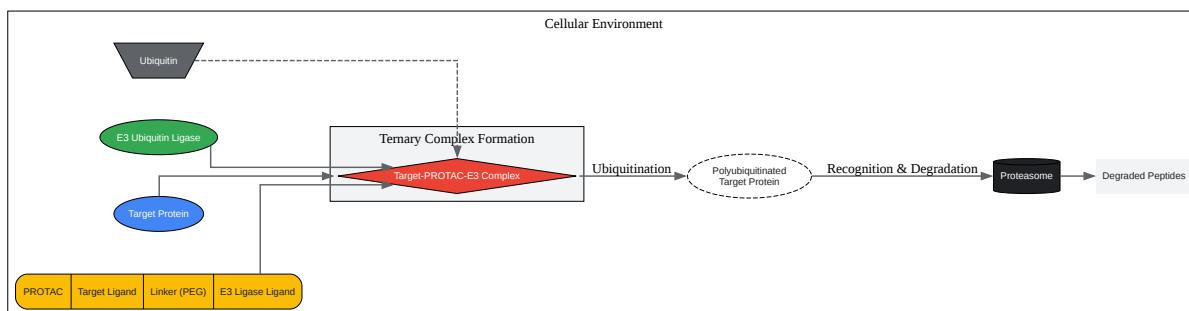 Cellular Environment
Ubiquitin
E3 Ubiquitin Ligase
Ternary Complex Formation
Target-PROTAC-E3 Complex
Ubiquitination
Polyubiquitinated
Target Protein
Recognition & Degradation
Proteasome
Degraded Peptides
Target Protein
PROTAC
Target Ligand
Linker (PEG)
E3 Ligase Ligand